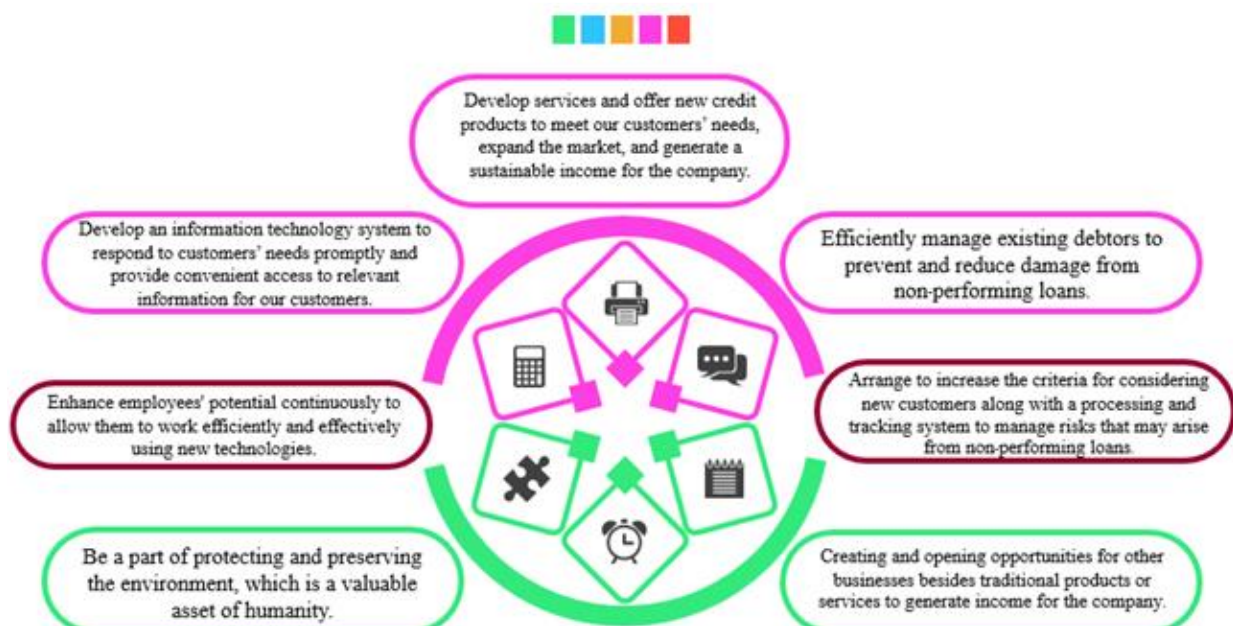 Develop services and offer new credit
products to meet our customers' needs,
expand the market, and generate a
sustainable income for the company.
Develop an information technology system to
respond to customers' needs promptly and
provide convenient access to relevant
information for our customers.
Efficiently manage existing debtors to
prevent and reduce damage from
non-performing loans.
Enhance employees' potential continuously to
allow them to work efficiently and effectively
using new technologies.
Arrange to increase the criteria for considering
new customers along with a processing and
tracking system to manage risks that may arise
from non-performing loans.
Be a part of protecting and preserving
the environment, which is a valuable
asset of humanity.
Creating and opening opportunities for other
businesses besides traditional products or
services to generate income for the company.